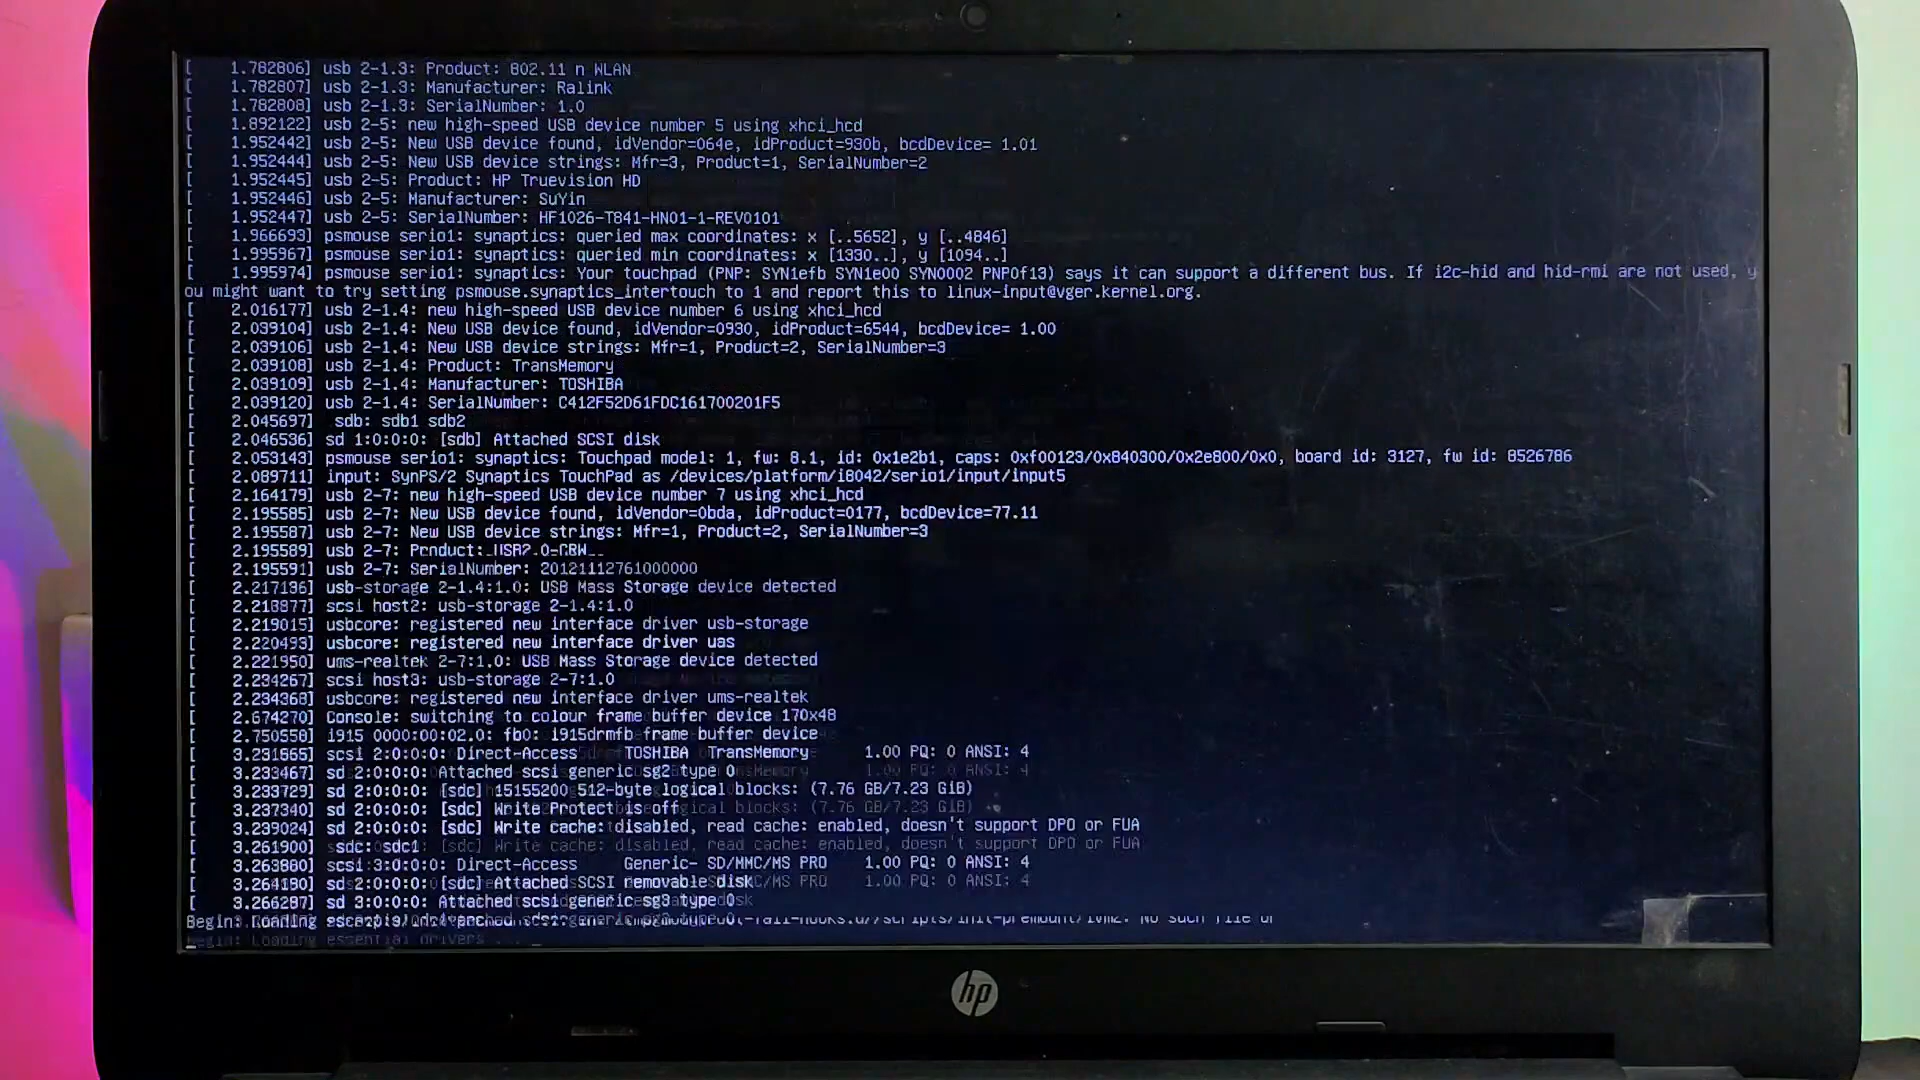 [    1.782806] usb 2-1.3: Product: 802.11 n WLAN
[    1.782807] usb 2-1.3: Manufacturer: Ralink
[    1.782808] usb 2-1.3: SerialNumber: 1.0
[    1.892122] usb 2-5: new high-speed USB device number 5 using xhci_hcd
[    1.952442] usb 2-5: New USB device found, idVendor=064e, idProduct=930b, bcdDevice= 1.01
[    1.952444] usb 2-5: New USB device strings: Mfr=3, Product=1, SerialNumber=2
[    1.952445] usb 2-5: Product: HP Truevision HD
[    1.952446] usb 2-5: Manufacturer: SuYin
[    1.952447] usb 2-5: SerialNumber: HF1026-T841-HN01-1-REV0101
[    1.966693] psmouse serio1: synaptics: queried max coordinates: x [..5652], y [..4846]
[    1.995967] psmouse serio1: synaptics: queried min coordinates: x [1330..], y [1094..]
[    1.995974] psmouse serio1: synaptics: Your touchpad (PNP: SYN1efb SYN1e00 SYN0002 PNP0f13) says it can support a different bus. If i2c-hid and hid-rmi are not used, y
ou might want to try setting psmouse.synaptics_intertouch to 1 and report this to linux-input@vger.kernel.org.
[    2.016177] usb 2-1.4: new high-speed USB device number 6 using xhci_hcd
[    2.039104] usb 2-1.4: New USB device found, idVendor=0930, idProduct=6544, bcdDevice= 1.00
[    2.039106] usb 2-1.4: New USB device strings: Mfr=1, Product=2, SerialNumber=3
[    2.039108] usb 2-1.4: Product: TransMemory
[    2.039109] usb 2-1.4: Manufacturer: TOSHIBA
[    2.039120] usb 2-1.4: SerialNumber: C412F52D61FDC161700201F5
[    2.045697]  sdb: sdb1 sdb2
[    2.046536] sd 1:0:0:0: [sdb] Attached SCSI disk
[    2.053143] psmouse serio1: synaptics: Touchpad model: 1, fw: 8.1, id: 0x1e2b1, caps: 0xf00123/0x840300/0x2e800/0x0, board id: 3127, fw id: 8526786
[    2.089711] input: SynPS/2 Synaptics TouchPad as /devices/platform/i8042/serio1/input/input5
[    2.164179] usb 2-7: new high-speed USB device number 7 using xhci_hcd
[    2.195585] usb 2-7: New USB device found, idVendor=0bda, idProduct=0177, bcdDevice=77.11
[    2.195587] usb 2-7: New USB device strings: Mfr=1, Product=2, SerialNumber=3
[    2.195589] usb 2-7: Product: USB2.0-CRW
[    2.195591] usb 2-7: SerialNumber: 20121112761000000
[    2.217136] usb-storage 2-1.4:1.0: USB Mass Storage device detected
[    2.218877] scsi host2: usb-storage 2-1.4:1.0
[    2.219015] usbcore: registered new interface driver usb-storage
[    2.220493] usbcore: registered new interface driver uas
[    2.221950] ums-realtek 2-7:1.0: USB Mass Storage device detected
[    2.234267] scsi host3: usb-storage 2-7:1.0
[    2.234368] usbcore: registered new interface driver ums-realtek
[    2.674270] Console: switching to colour frame buffer device 170x48
[    2.750558] i915 0000:00:02.0: fb0: i915drmfb frame buffer device
[    scsi 2:0:0:0: Direct-Access     TOSHIBA  TransMemory      1.00 PQ: 0 ANSI: 4
[    3.233467] sd 2:0:0:0: Attached scsi generic sg2 type 0
[    3.233729] sd 2:0:0:0: [sdc] 15155200 512-byte logical blocks: (7.76 GB/7.23 GiB)
[    3.237340] sd 2:0:0:0: [sdc] Write Protect is off
[    3.239024] sd 2:0:0:0: [sdc] Write cache: disabled, read cache: enabled, doesn't support DPO or FUA
[    3.261900]  sdc: sdc1
[    scsi 3:0:0:0: Direct-Access     Generic- SD/MMC/MS PRO    1.00 PQ: 0 ANSI: 4
[    sd 2:0:0:0: [sdc] Attached SCSI removable disk
[    sd 3:0:0:0: Attached scsi generic sg3 type 0
Begin: Loading No such file or
Begin: Loading essential drivers ...
hp